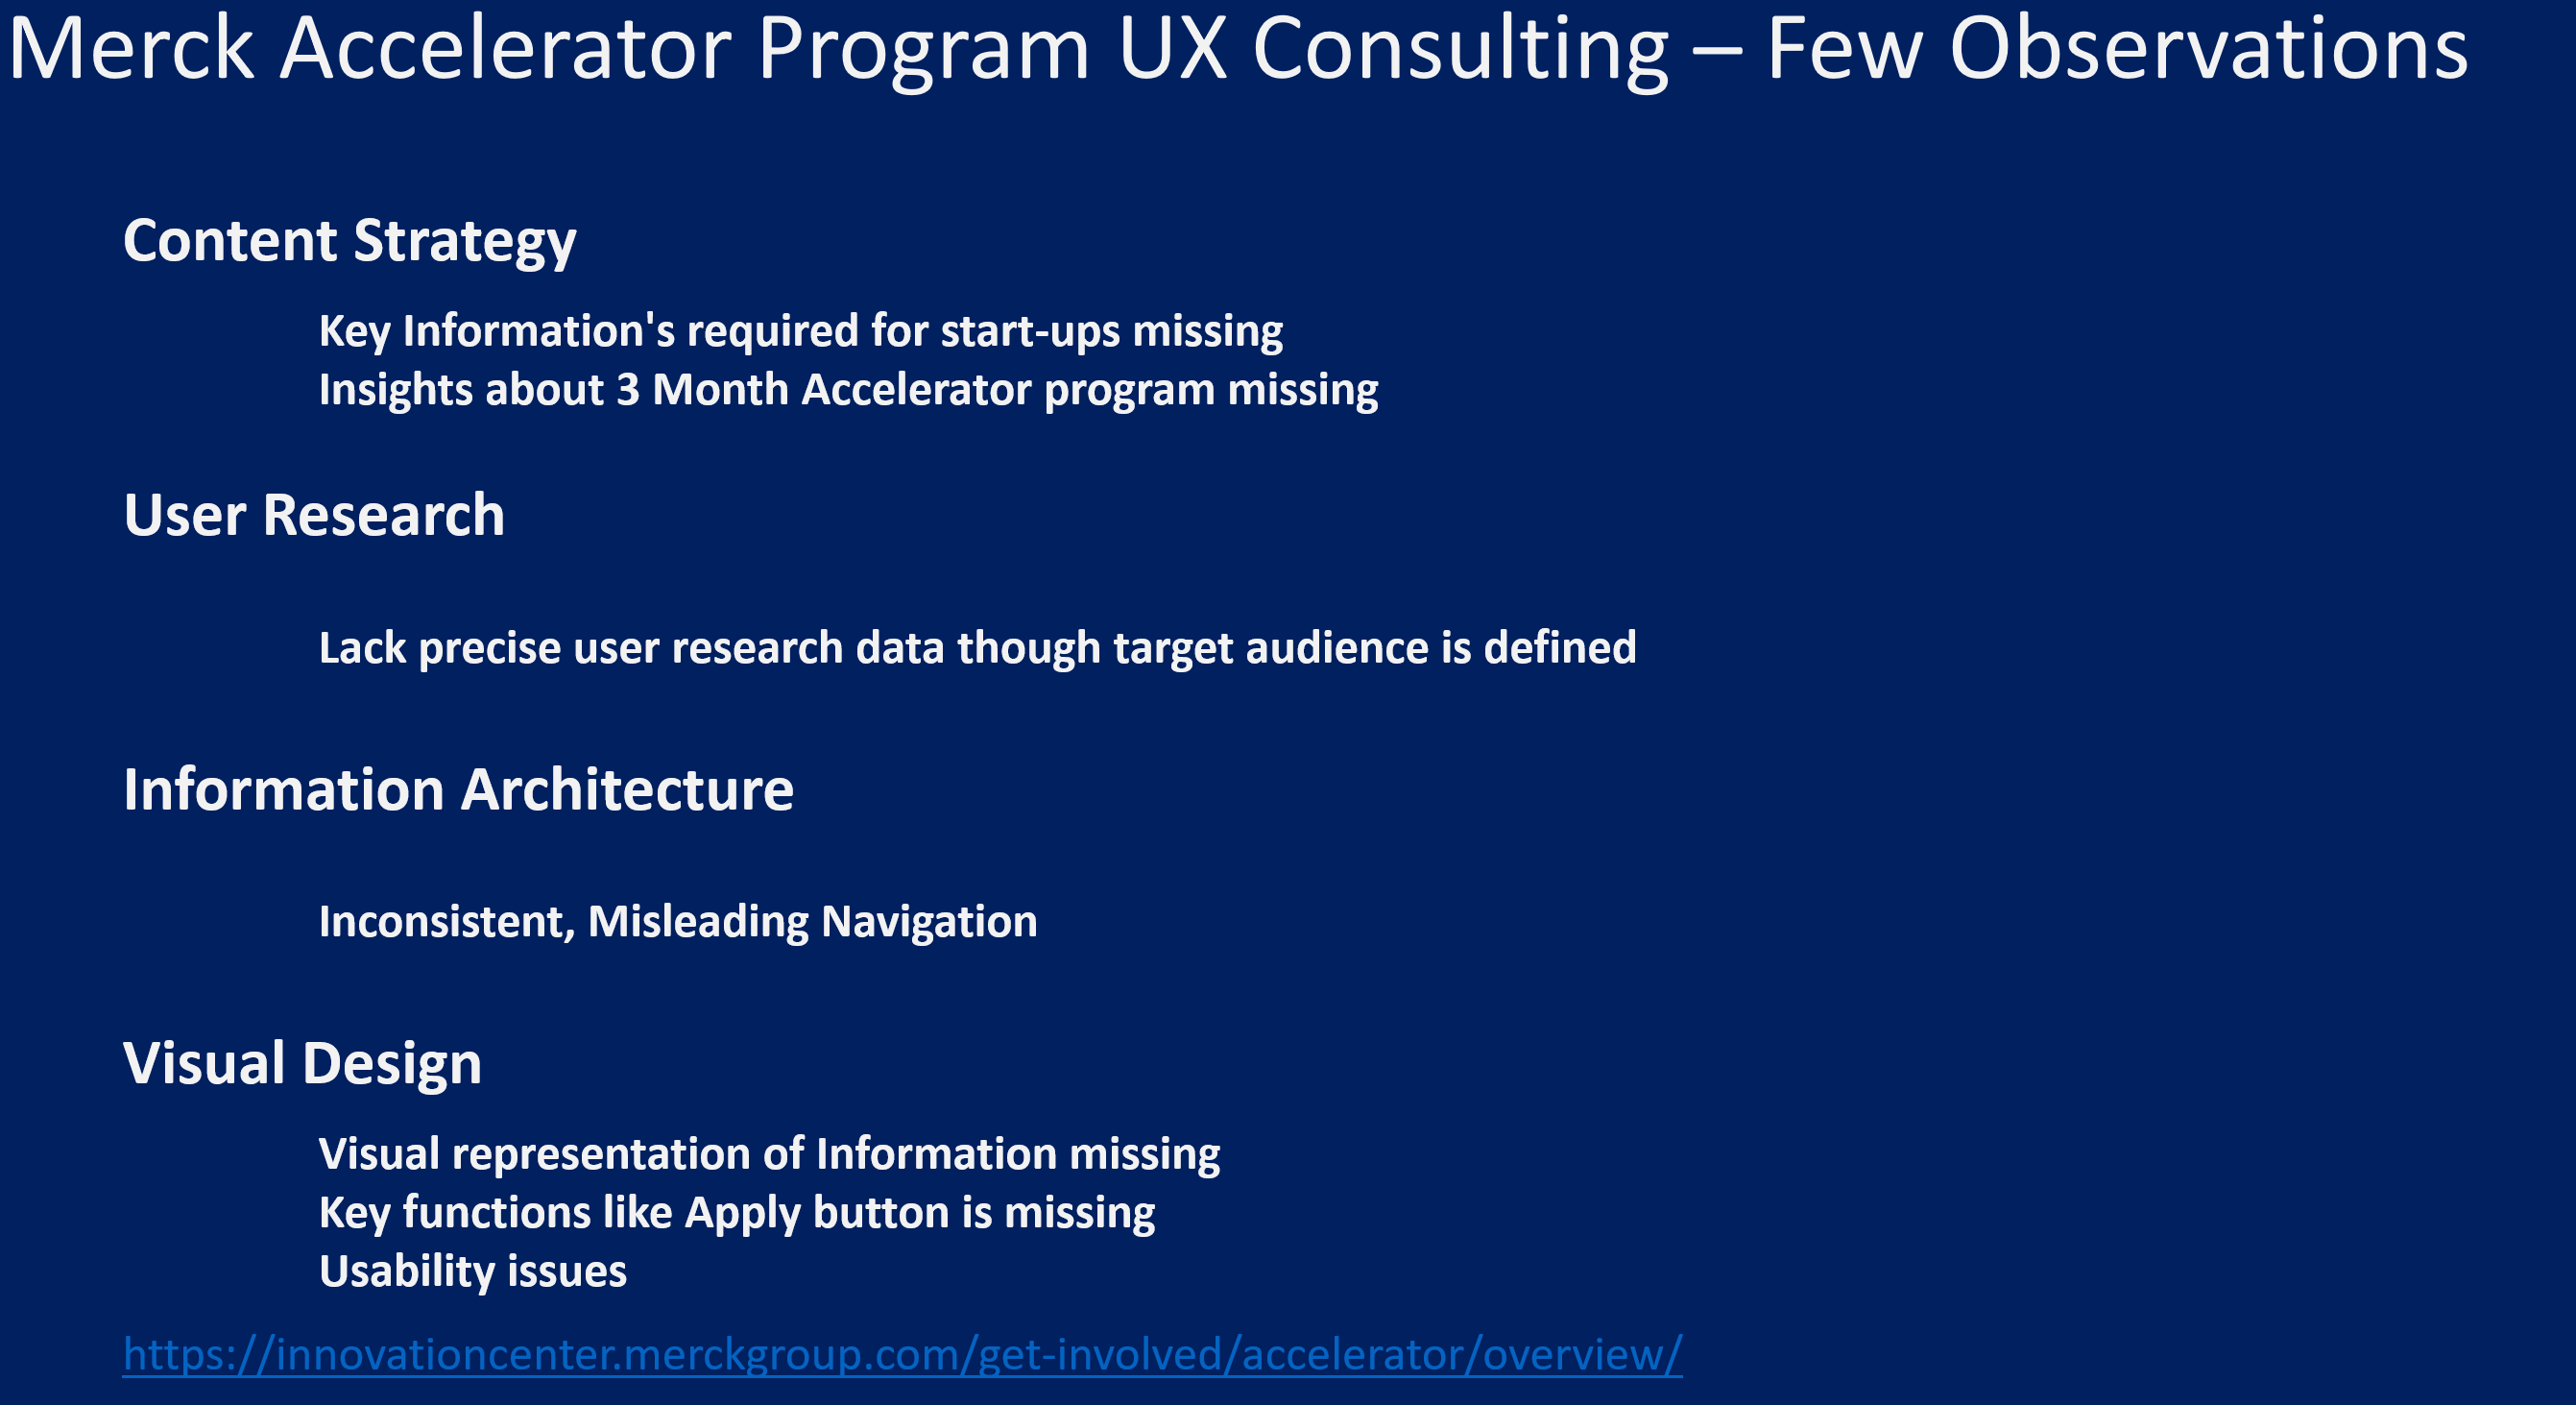 Merck Accelerator Program UX Consulting – Few Observations
Content Strategy
Key Information's required for start-ups missing
Insights about 3 Month Accelerator program missing
User Research
Lack precise user research data though target audience is defined
Information Architecture
Inconsistent, Misleading Navigation
Visual Design
Visual representation of Information missing
Key functions like Apply button is missing
Usability issues
https://innovationcenter.merckgroup.com/get-involved/accelerator/overview/